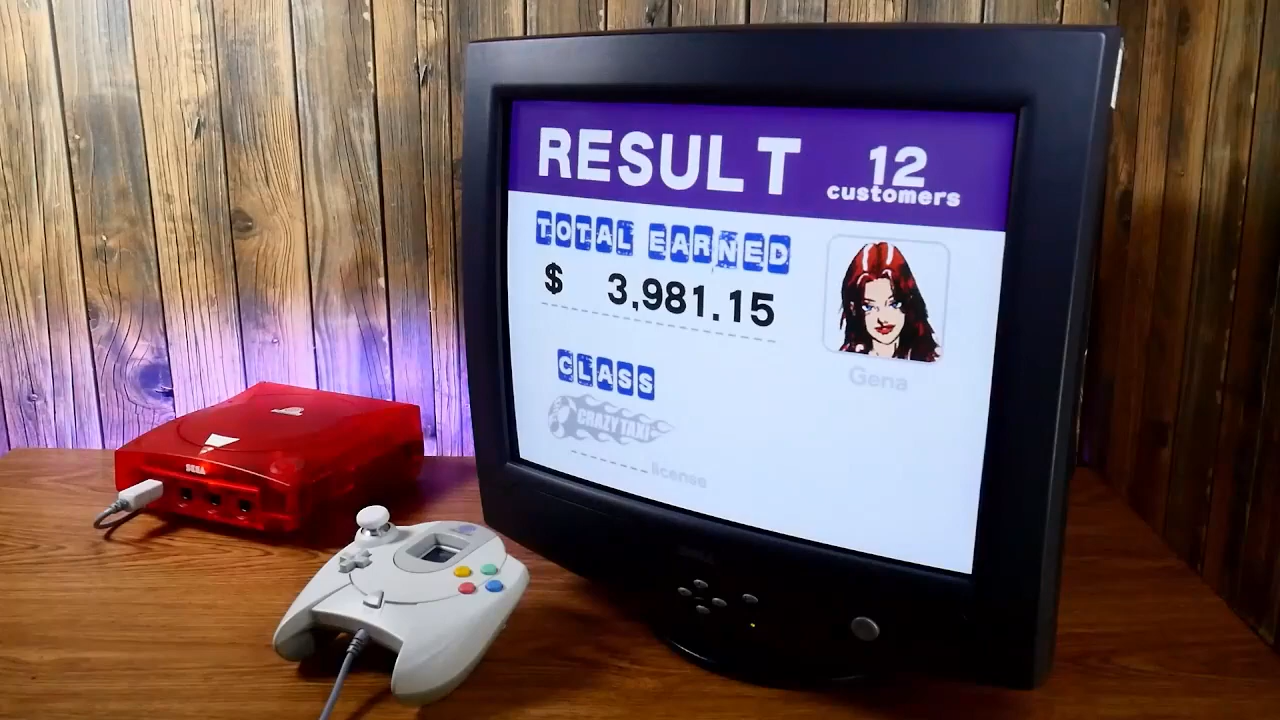 RESULT
12
customers
TOTAL EARNED
$ 3,981.15
Gena
CLASS
CRAZY TAXI
license
SEGA